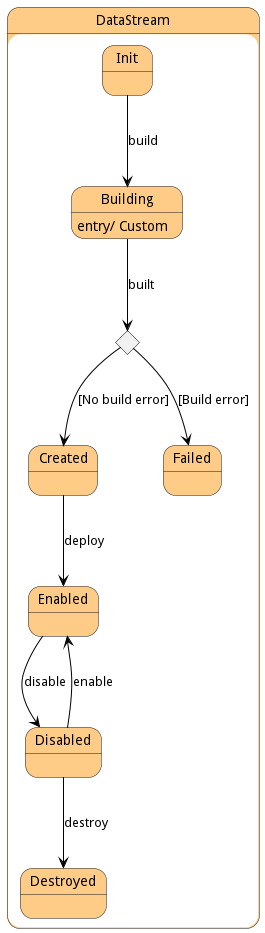 DataStream
Init
build
Building
entry/ Custom
built
[No build error]
[Build error]
Created
Failed
deploy
Enabled
disable
enable
Disabled
destroy
Destroyed